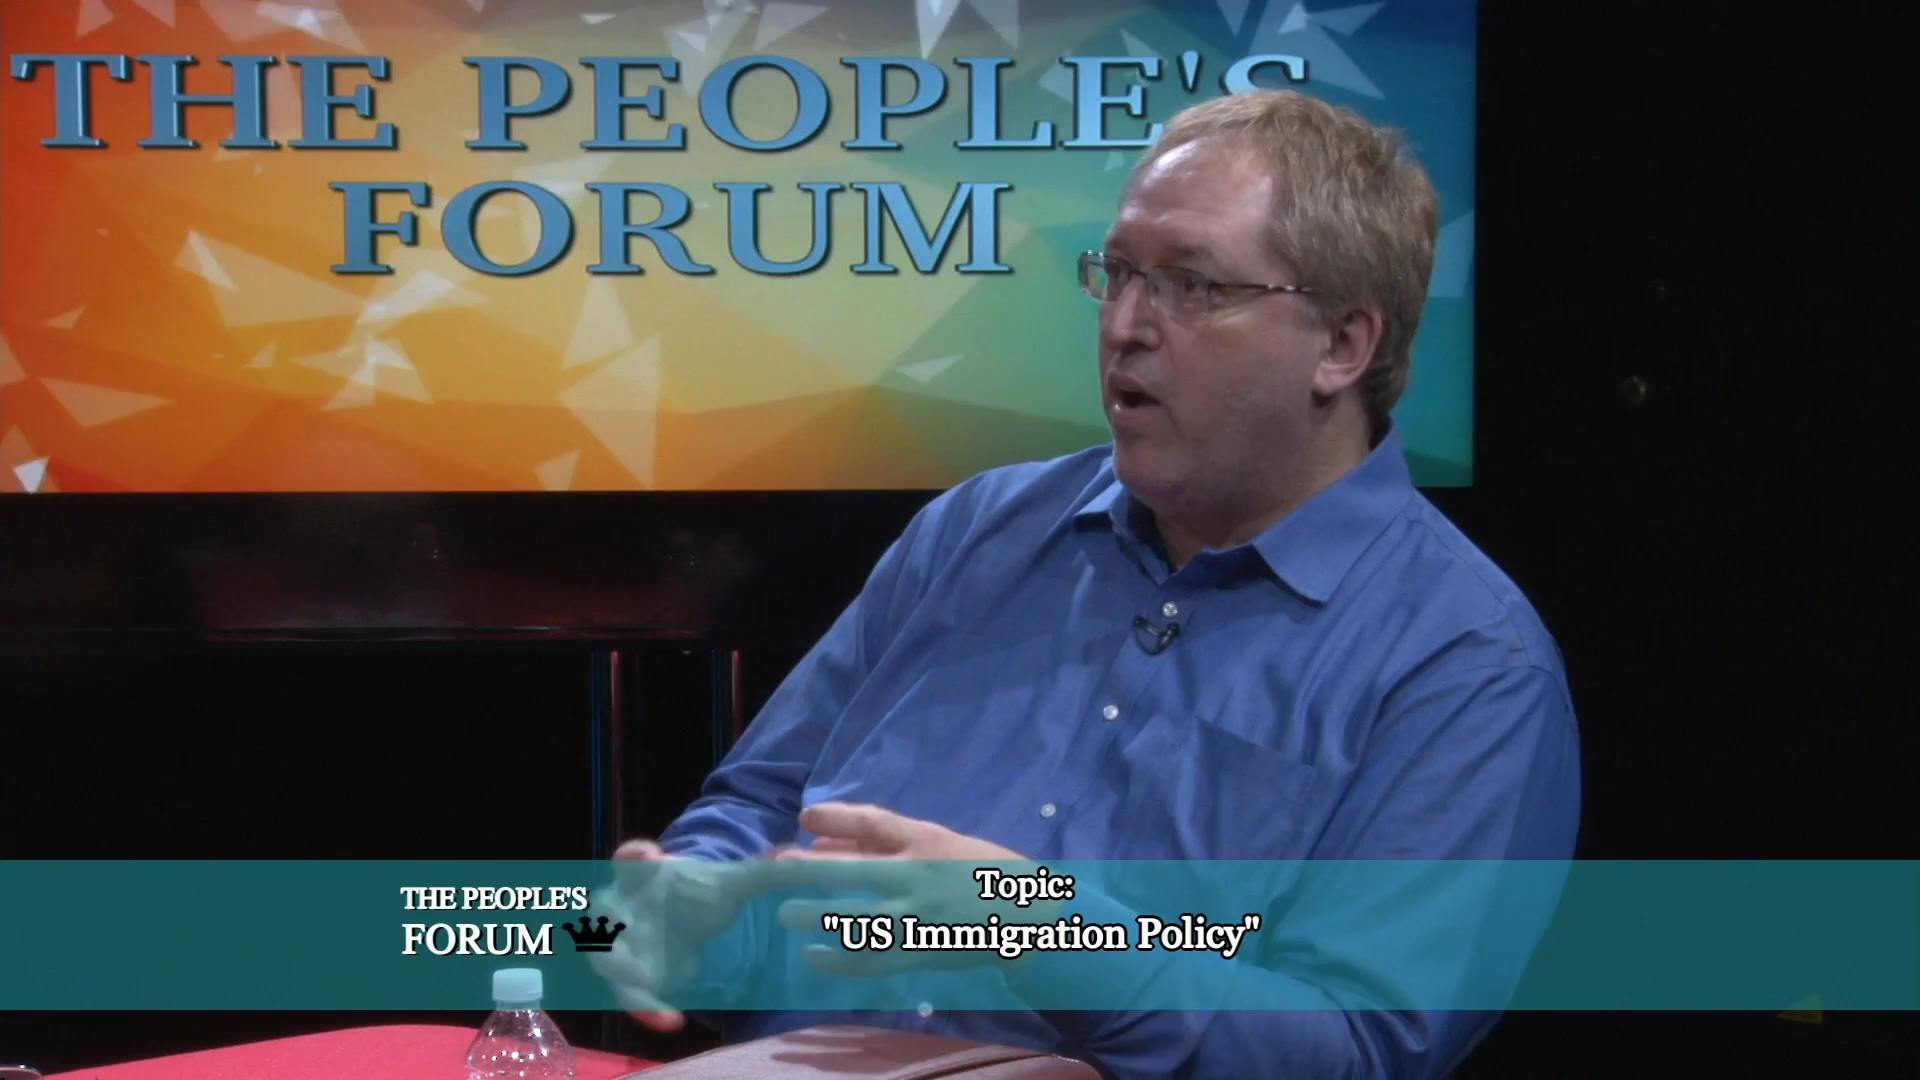 THE PEOPLE'S
FORUM
THE PEOPLE'S
FORUM
Topic:
"US Immigration Policy"